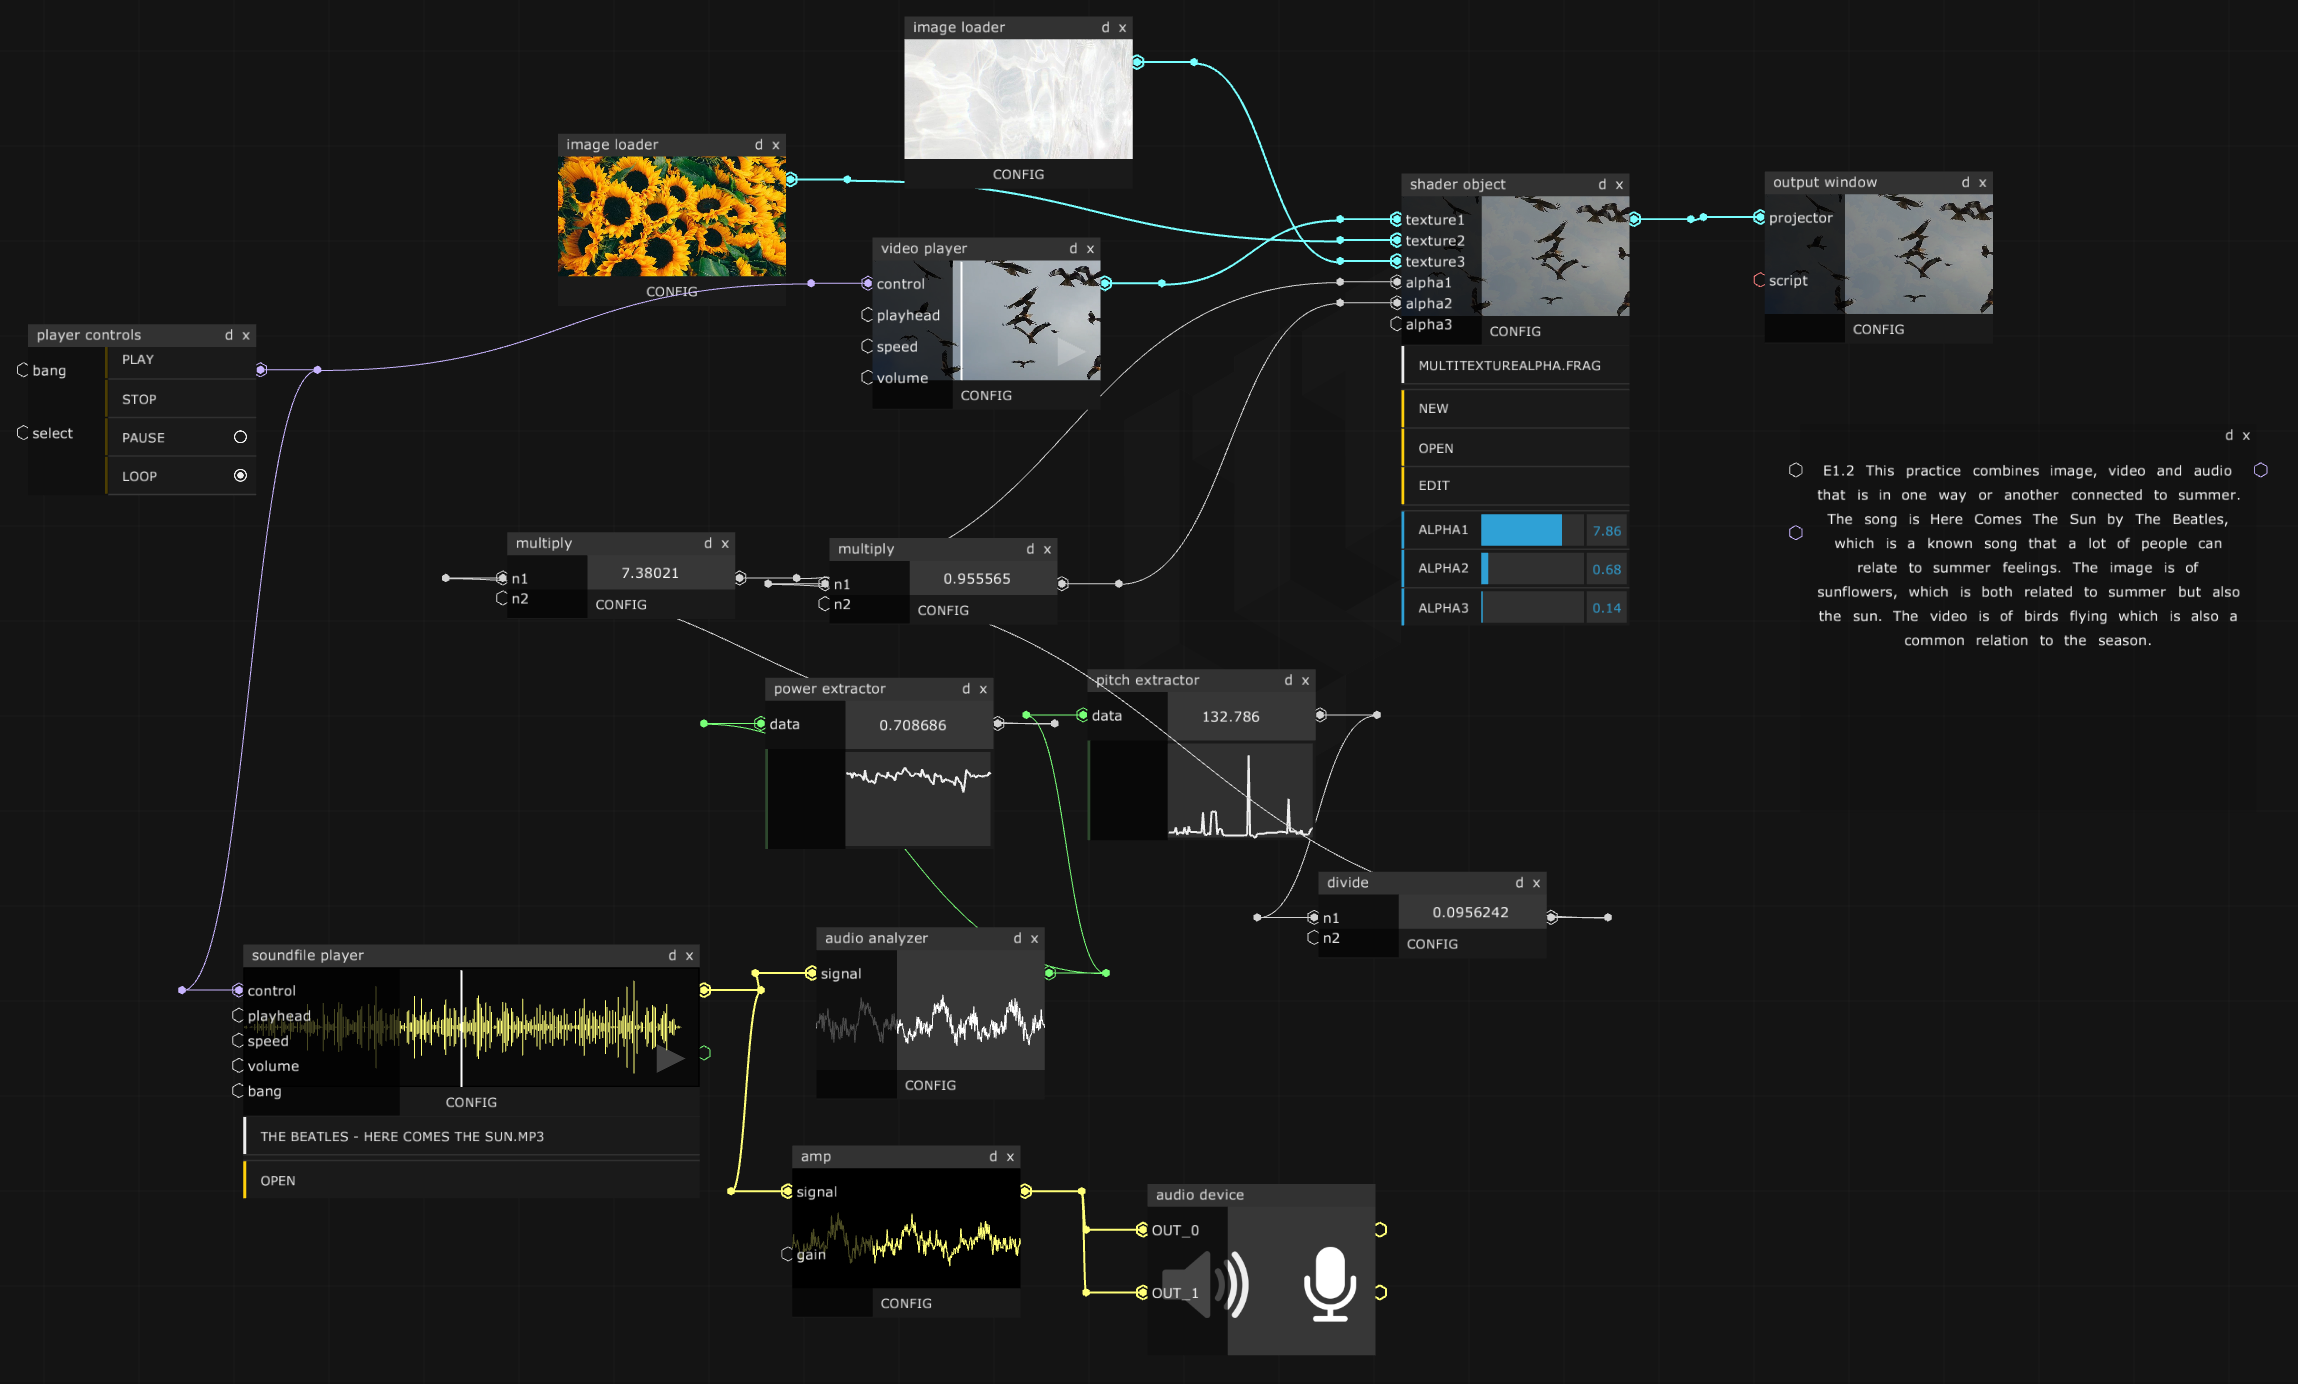 image loader d x
CONFIG
image loader d x
CONFIG
video player d x
control
playhead
speed
volume
CONFIG
shader object d x
texture1
texture2
texture3
alpha1
alpha2
alpha3
CONFIG
MULTITEXTUREALPHA.FRAG
NEW
OPEN
EDIT
ALPHA1 7.86
ALPHA2 0.68
ALPHA3 0.14
output window d x
projector
script
CONFIG
player controls d x
bang
select
PLAY
STOP
PAUSE
LOOP
d x
E1.2 This practice combines image, video and audio
that is in one way or another connected to summer.
The song is Here Comes The Sun by The Beatles,
which is a known song that a lot of people can
relate to summer feelings. The image is of
sunflowers, which is both related to summer but also
the sun. The video is of birds flying which is also a
common relation to the season.
multiply d x
n1 7.38021
n2 CONFIG
multiply d x
n1 0.955565
n2 CONFIG
power extractor d x
data 0.708686
pitch extractor d x
data 132.786
divide d x
n1 0.0956242
n2 CONFIG
soundfile player d x
control
playhead
speed
volume
bang
CONFIG
THE BEATLES - HERE COMES THE SUN.MP3
OPEN
audio analyzer d x
signal
CONFIG
amp d x
signal
gain
CONFIG
audio device
OUT_0
OUT_1